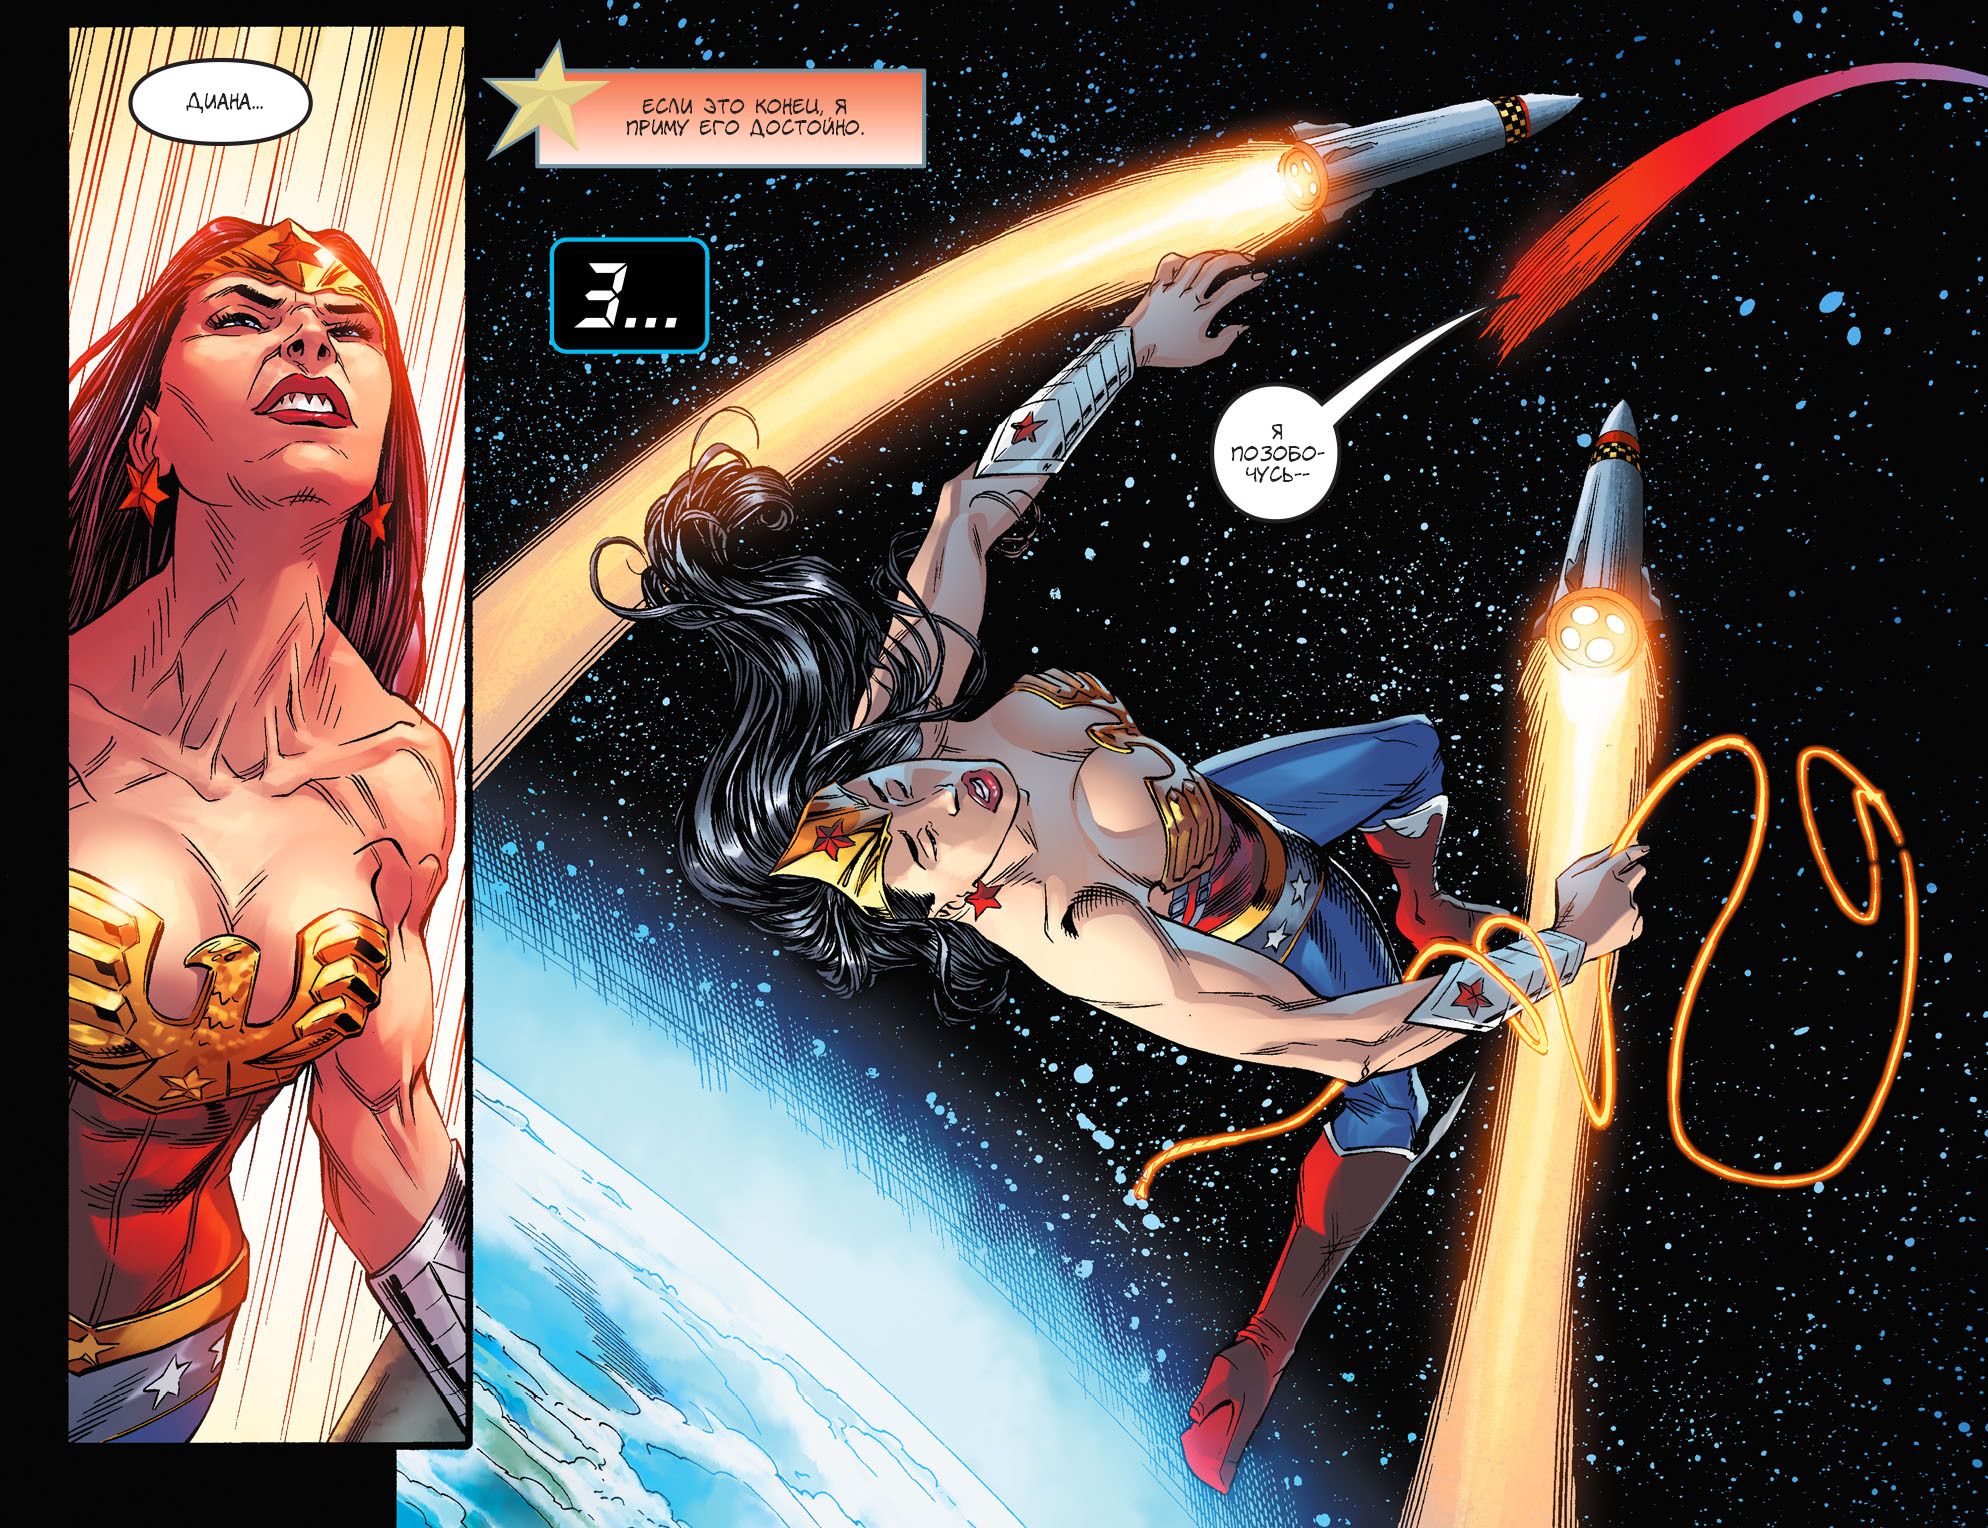 ДИАНА...
ЕСЛИ ЭТО КОНЕЦ, Я
ПРИМУ ЕГО ДОСТОЙНО.
3...
Я
ПОЗОБО-
ЧУСЬ--